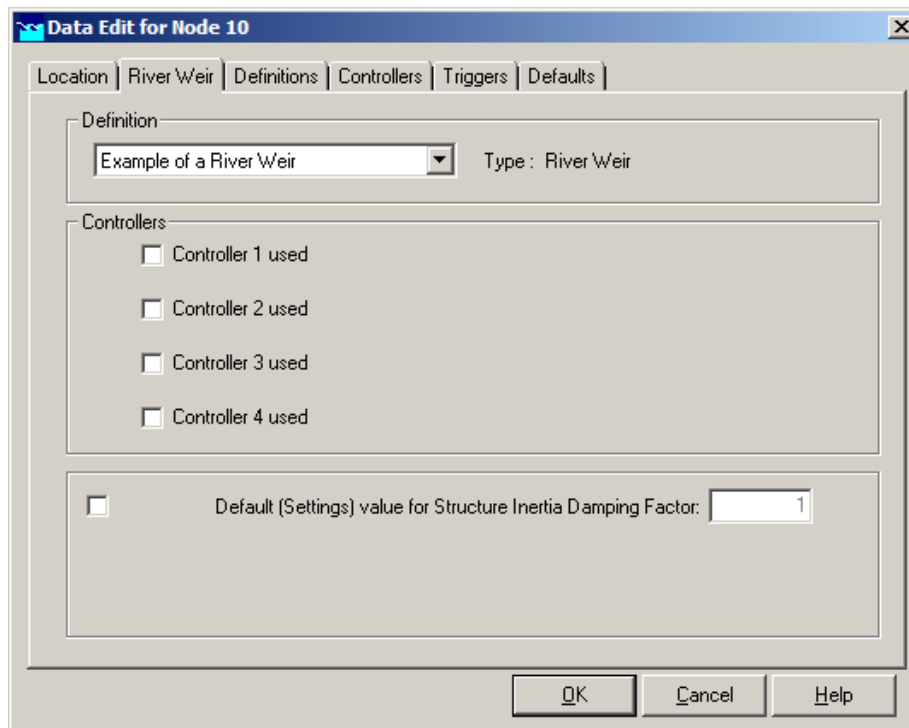 Data Edit for Node 10
Location River Weir Definitions Controllers Triggers Defaults
Definition
Example of a River Weir Type : River Weir
Controllers
Controller 1 used
Controller 2 used
Controller 3 used
Controller 4 used
Default (Settings) value for Structure Inertia Damping Factor: 1
OK Cancel Help